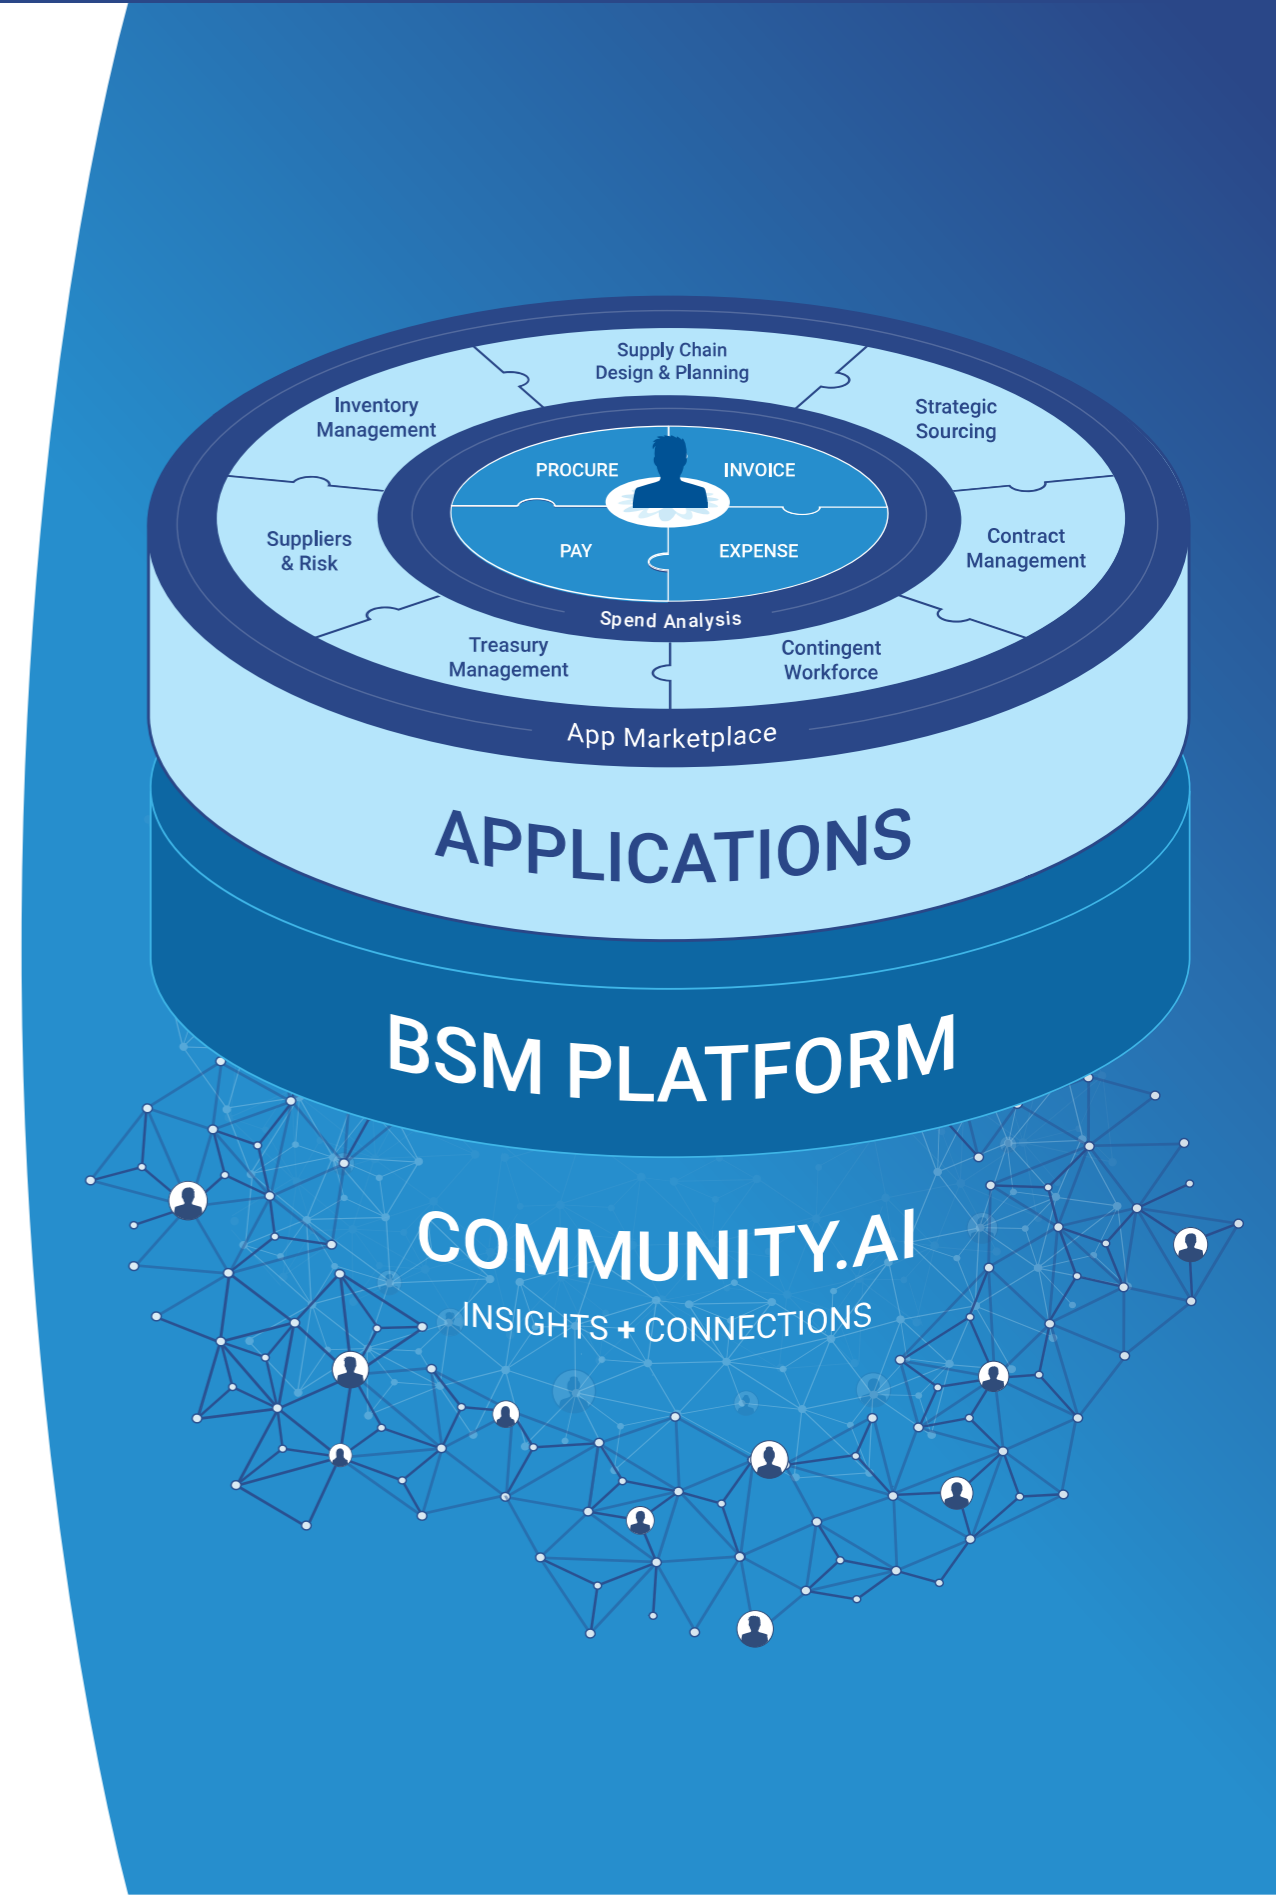 Supply Chain
Design & Planning
Inventory
Management
Strategic
Sourcing
PROCURE
INVOICE
Suppliers
& Risk
Contract
Management
PAY
EXPENSE
Spend Analysis
Treasury
Management
Contingent
Workforce
App Marketplace
APPLICATIONS
BSM PLATFORM
COMMUNITY.AI
INSIGHTS + CONNECTIONS